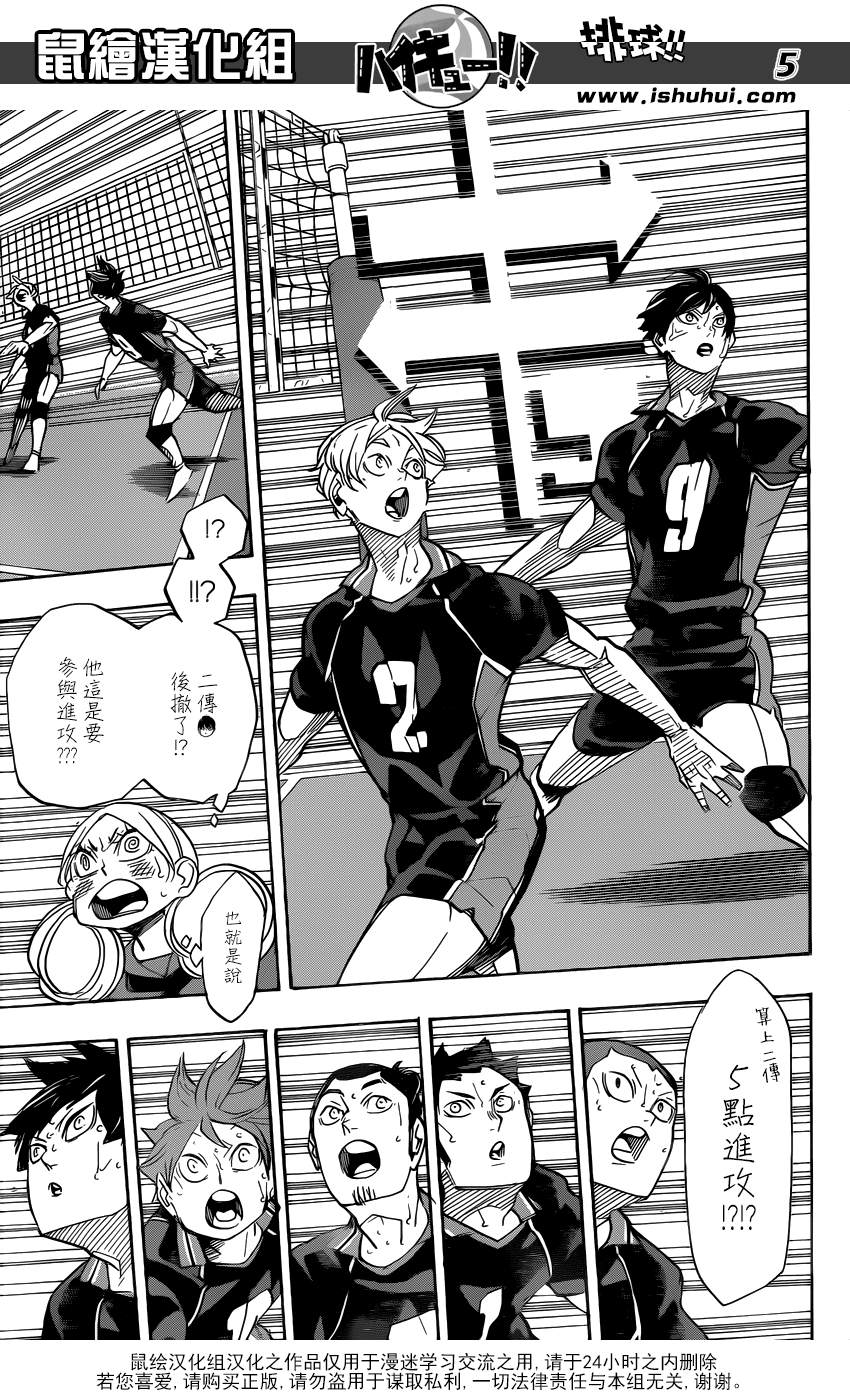 鼠繪漢化組
ハイキュー!!
排球!!
5
www.ishuhui.com
9
2
!?
!!?
二傳
後撤了!?
他這是要
參與進攻???
也就是說
算上二傳
5點進攻
!?!?
鼠绘汉化组汉化之作品仅用于漫迷学习交流之用,请于24小时之内删除
若您喜爱,请购买正版,请勿盗用于谋取私利,一切法律责任与本组无关,谢谢。